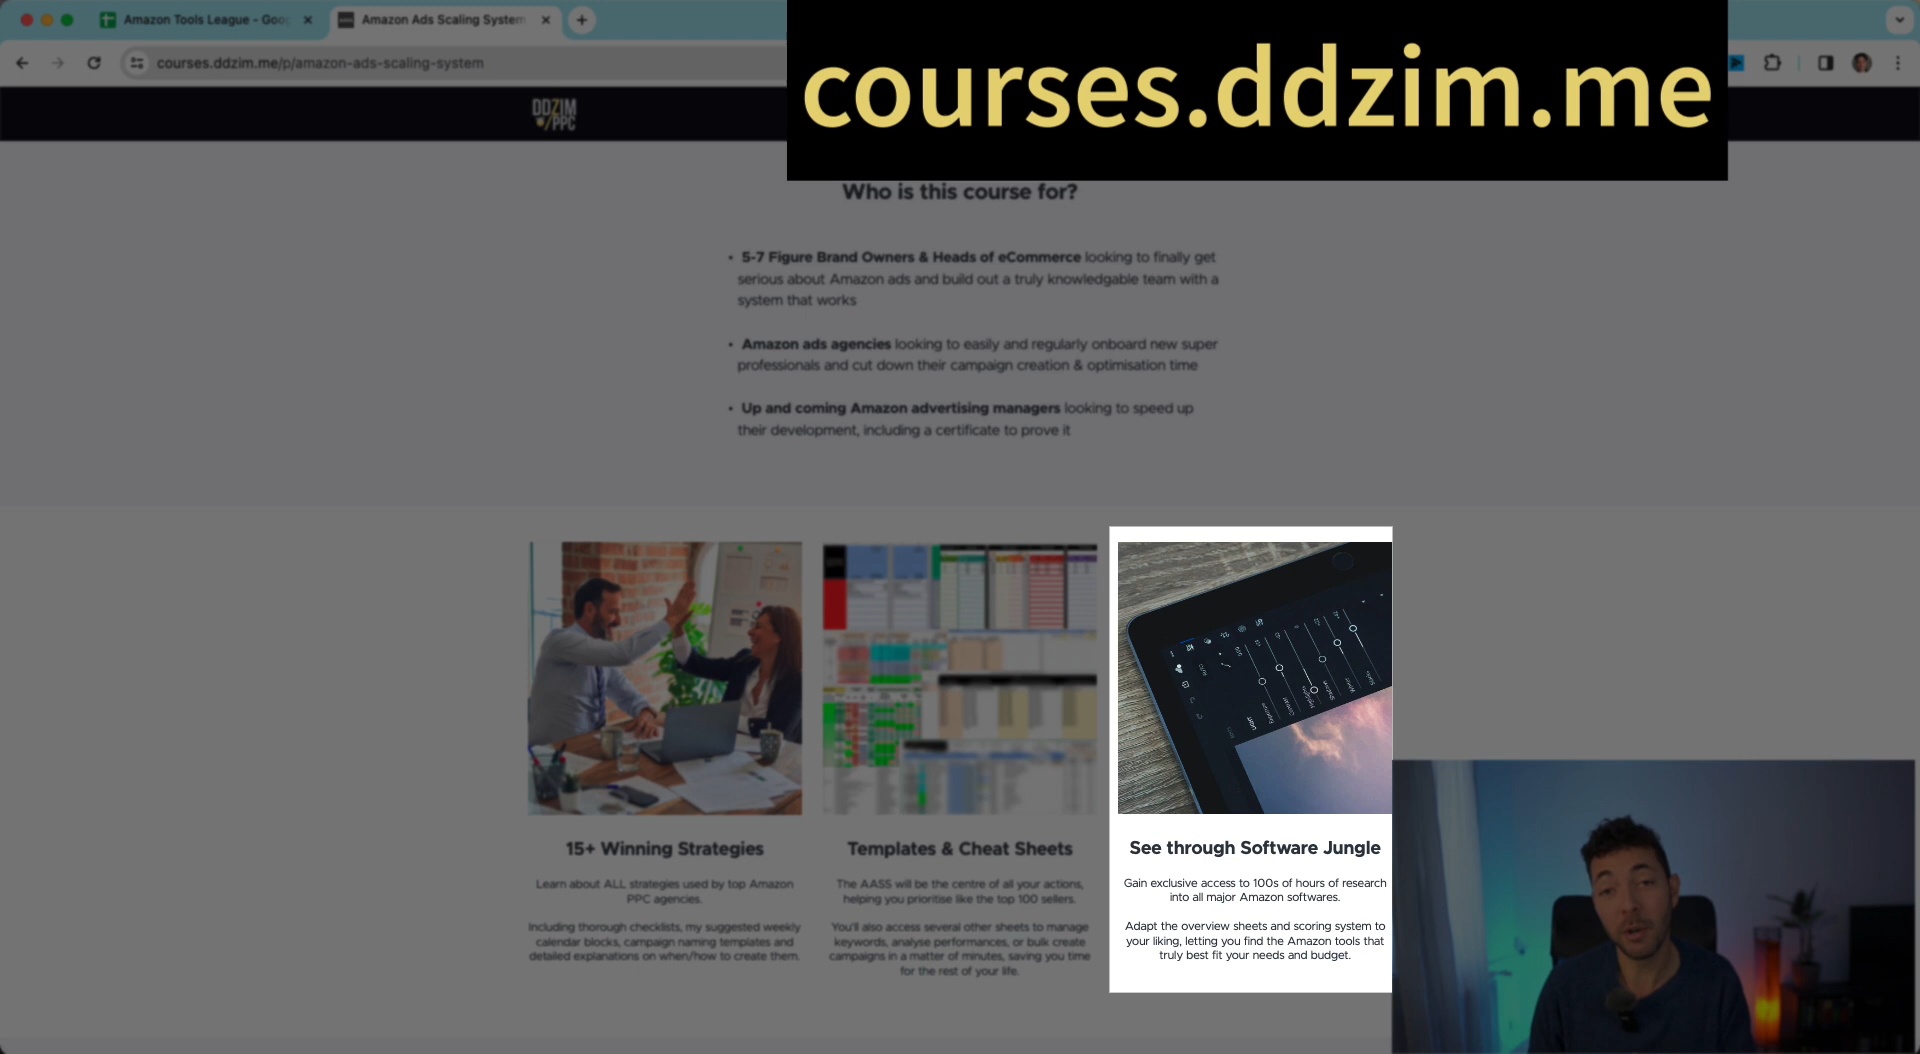 Amazon Tools League - Goo
Amazon Ads Scaling System
courses.ddzim.me/p/amazon-ads-scaling-system
courses.ddzim.me
DDZIM
/PPC
Who is this course for?
• 5-7 Figure Brand Owners & Heads of eCommerce looking to finally get
serious about Amazon ads and build out a truly knowledgable team with a
system that works
• Amazon ads agencies looking to easily and regularly onboard new super
professionals and cut down their campaign creation & optimisation time
• Up and coming Amazon advertising managers looking to speed up
their development, including a certificate to prove it
15+ Winning Strategies
Learn about ALL strategies used by top Amazon
PPC agencies.
Including thorough checklists, my suggested weekly
calendar blocks, campaign naming templates and
detailed explanations on when/how to create them.
Templates & Cheat Sheets
The AASS will be the centre of all your actions,
helping you prioritise like the top 100 sellers.
You'll also access several other sheets to manage
keywords, analyse performances, or bulk create
campaigns in a matter of minutes, saving you time
for the rest of your life.
See through Software Jungle
Gain exclusive access to 100s of hours of research
into all major Amazon softwares.
Adapt the overview sheets and scoring system to
your liking, letting you find the Amazon tools that
truly best fit your needs and budget.